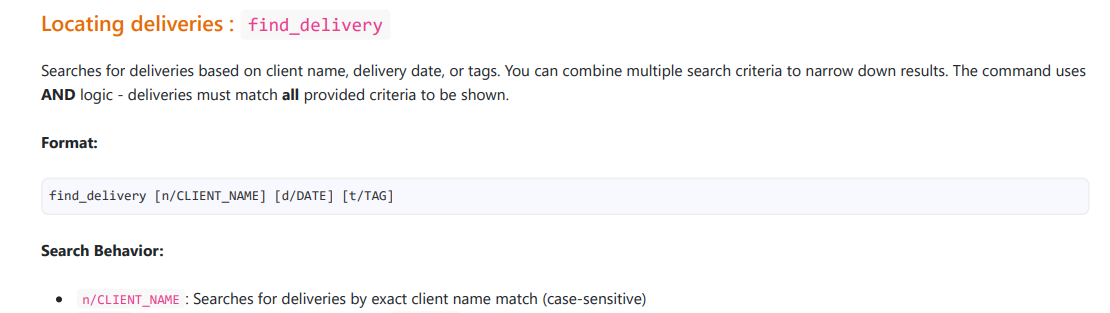 Locating deliveries : find_delivery
Searches for deliveries based on client name, delivery date, or tags. You can combine multiple search criteria to narrow down results. The command uses
AND logic - deliveries must match all provided criteria to be shown.
Format:
find_delivery [n/CLIENT_NAME] [d/DATE] [t/TAG]
Search Behavior:
• n/CLIENT_NAME : Searches for deliveries by exact client name match (case-sensitive)